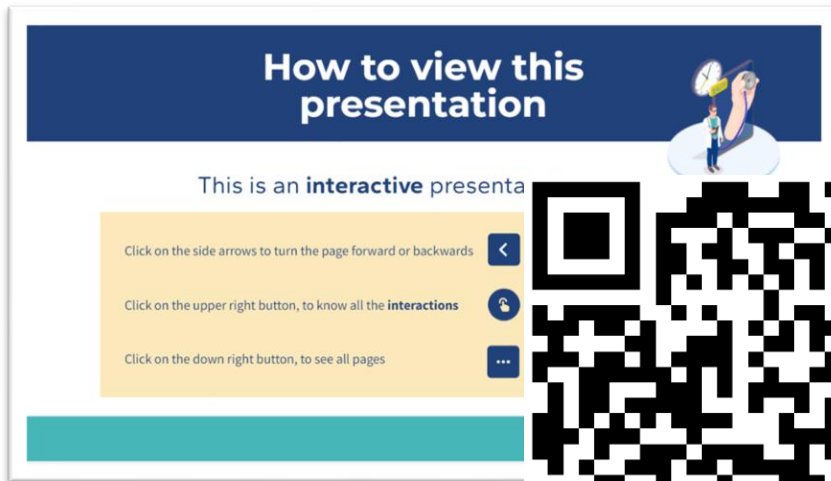 How to view this
presentation
This is an interactive
Click on the side arrows to turn the page forward or backwards
Click on the upper right button, to know all the interactions
Click on the down right button, to see all pages